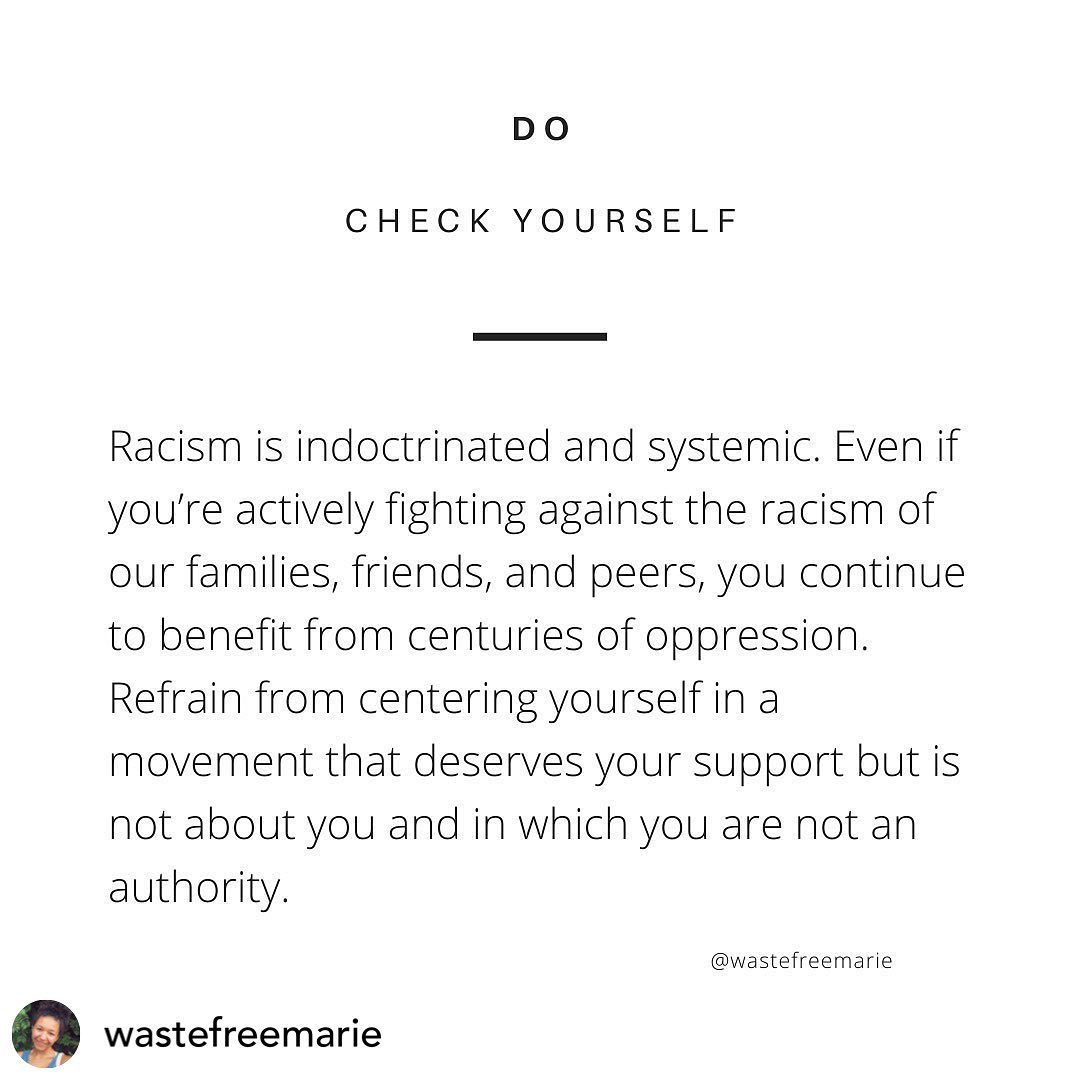 DO
CHECK YOURSELF
Racism is indoctrinated and systemic. Even if
you’re actively fighting against the racism of
our families, friends, and peers, you continue
to benefit from centuries of oppression.
Refrain from centering yourself in a
movement that deserves your support but is
not about you and in which you are not an
authority.
@wastefreemarie
wastefreemarie